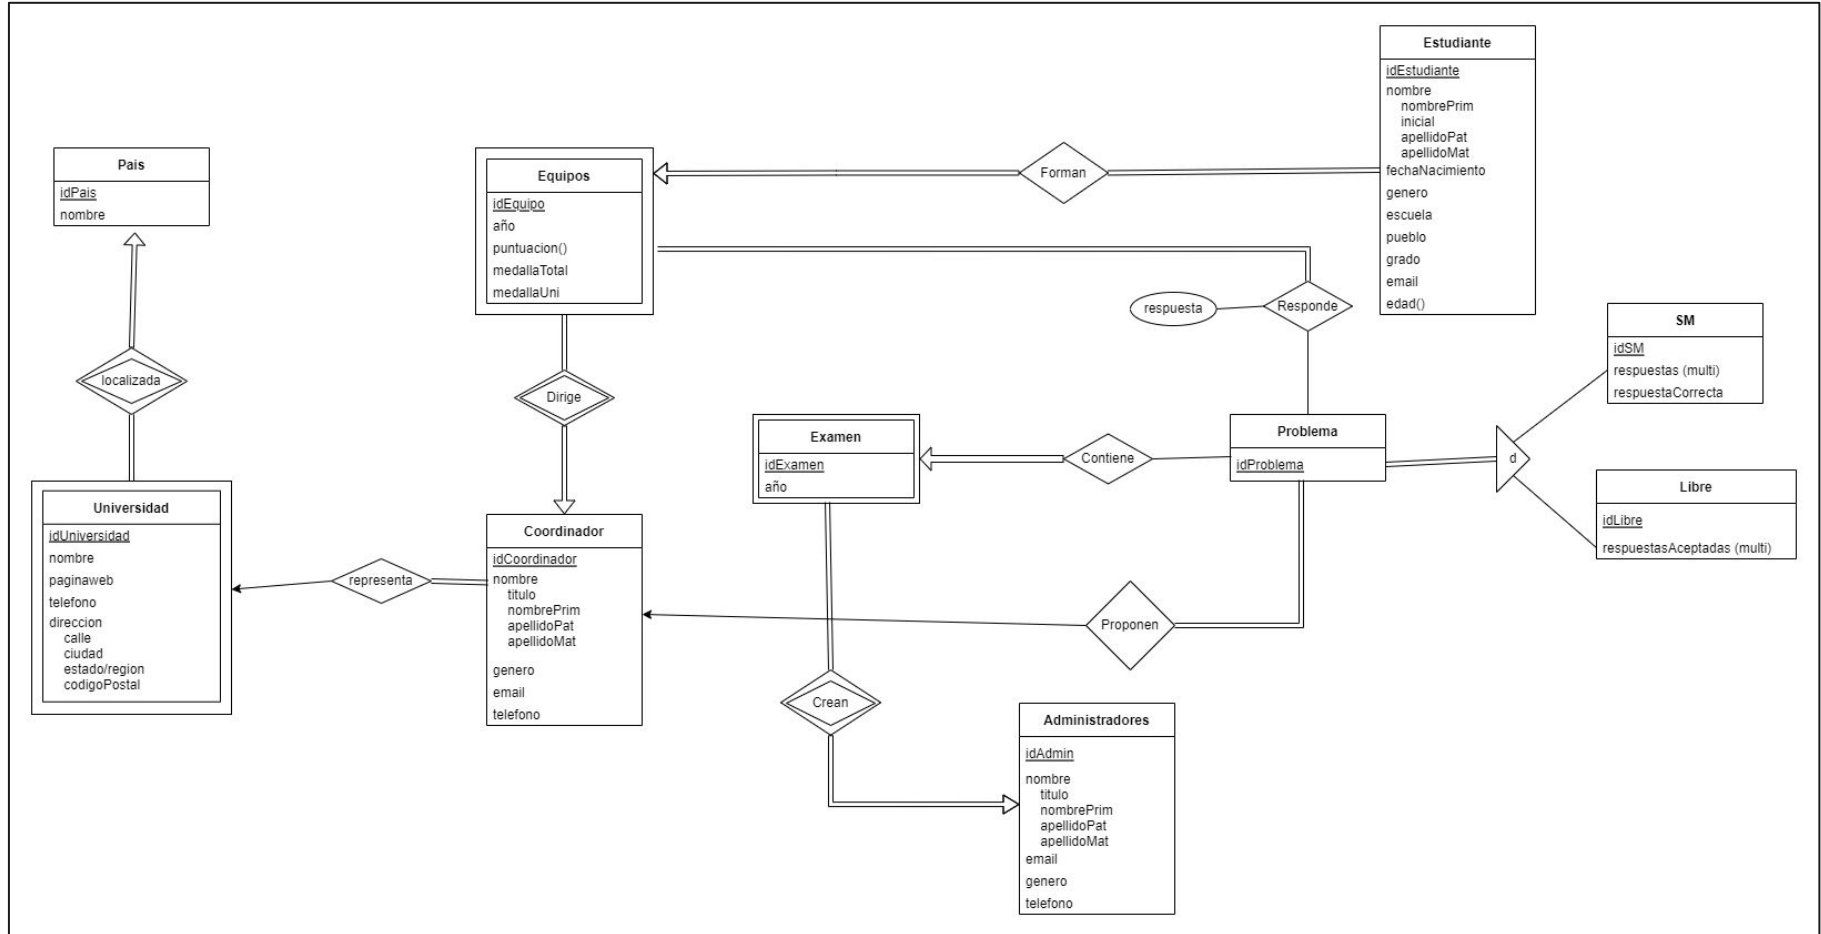 Estudiante
idEstudiante
nombre
nombrePrim
inicial
apellidoPat
apellidoMat
fechaNacimiento
genero
escuela
pueblo
grado
email
edad()
Pais
idPais
nombre
Equipos
idEquipo
año
puntuacion()
medallaTotal
medallaUni
Forman
respuesta
Responde
SM
idSM
respuestas (multi)
respuestaCorrecta
localizada
Dirige
Examen
idExamen
año
Contiene
Problema
idProblema
d
Libre
idLibre
respuestasAceptadas (multi)
Universidad
idUniversidad
nombre
paginaweb
telefono
direccion
calle
ciudad
estado/region
codigoPostal
representa
Coordinador
idCoordinador
nombre
titulo
nombrePrim
apellidoPat
apellidoMat
genero
email
telefono
Proponen
Crean
Administradores
idAdmin
nombre
titulo
nombrePrim
apellidoPat
apellidoMat
email
genero
telefono